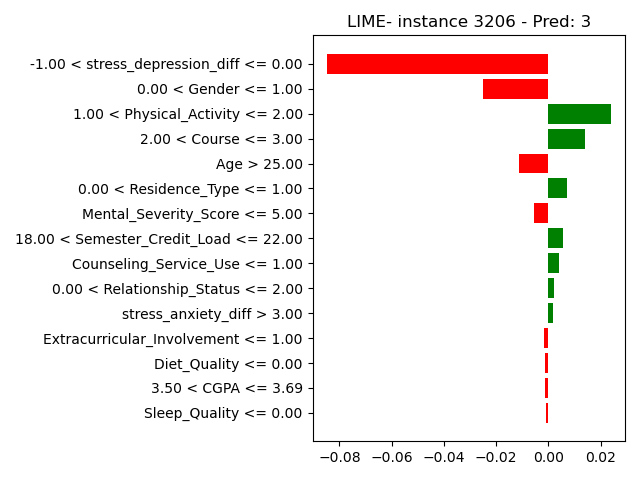 LIME- instance 3206 - Pred: 3
-1.00 < stress_depression_diff <= 0.00
0.00 < Gender <= 1.00
1.00 < Physical_Activity <= 2.00
2.00 < Course <= 3.00
Age > 25.00
0.00 < Residence_Type <= 1.00
Mental_Severity_Score <= 5.00
18.00 < Semester_Credit_Load <= 22.00
Counseling_Service_Use <= 1.00
0.00 < Relationship_Status <= 2.00
stress_anxiety_diff > 3.00
Extracurricular_Involvement <= 1.00
Diet_Quality <= 0.00
3.50 < CGPA <= 3.69
Sleep_Quality <= 0.00
−0.08 −0.06 −0.04 −0.02 0.00 0.02